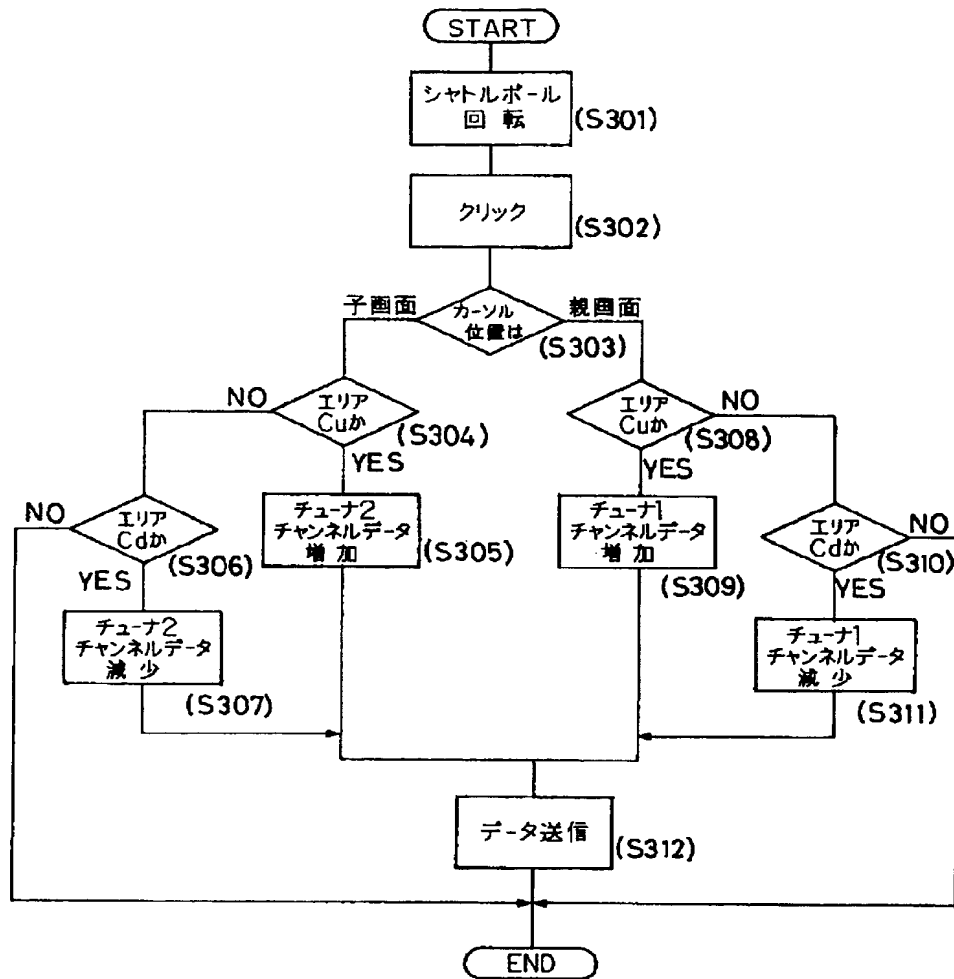 START
シャトルボール
回転
(S301)
クリック
(S302)
カーソル
位置は
(S303)
子画面
親画面
エリア
Cuか
(S304)
NO
YES
エリア
Cuか
(S308)
NO
YES
エリア
Cdか
(S306)
NO
YES
チューナ2
チャンネルデータ
増加
(S305)
チューナ1
チャンネルデータ
増加
(S309)
エリア
Cdか
(S310)
NO
YES
チューナ2
チャンネルデータ
減少
(S307)
チューナ1
チャンネルデータ
減少
(S311)
データ送信
(S312)
END